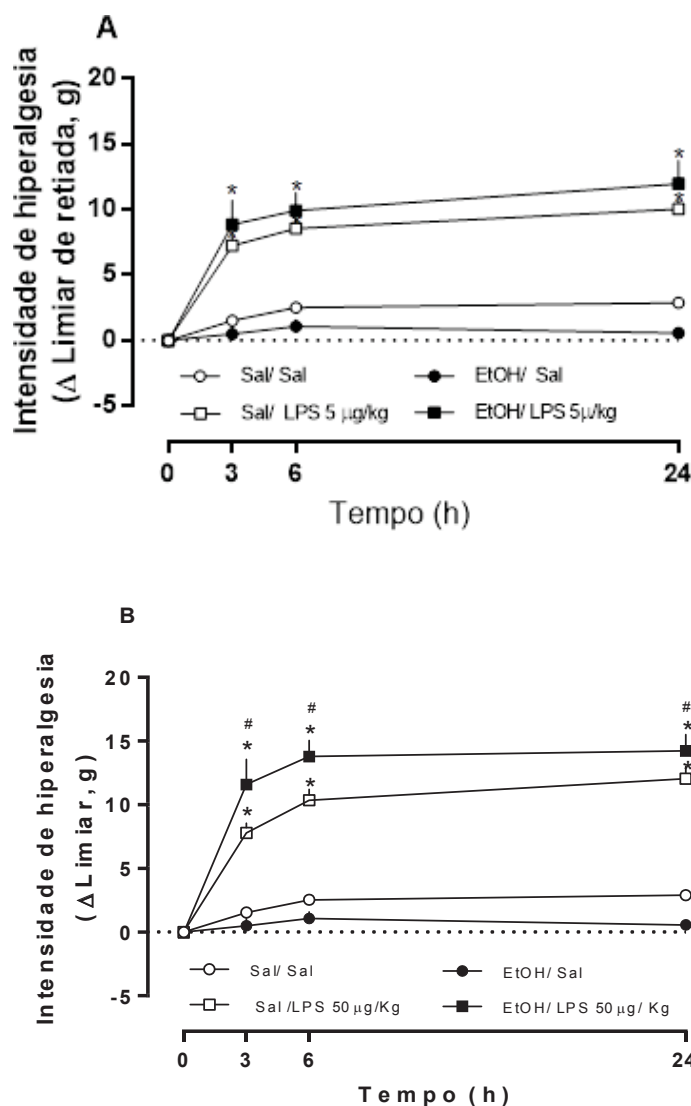 A
Intensidade de hiperalgesia
(Δ Limiar de retiada, g)
20
15
10
5
0
-5
* * *
* * *
Sal/ Sal
EtOH/ Sal
Sal/ LPS 5 µg/kg
EtOH/ LPS 5µ/kg
0 3 6 24
Tempo (h)
B
Intensidade de hiperalgesia
(ΔLimiar, g)
20
15
10
5
0
-5
# # #
* * *
* * *
Sal/ Sal
EtOH/ Sal
Sal /LPS 50 µg/Kg
EtOH/ LPS 50 µg/ Kg
0 3 6 24
Tempo (h)